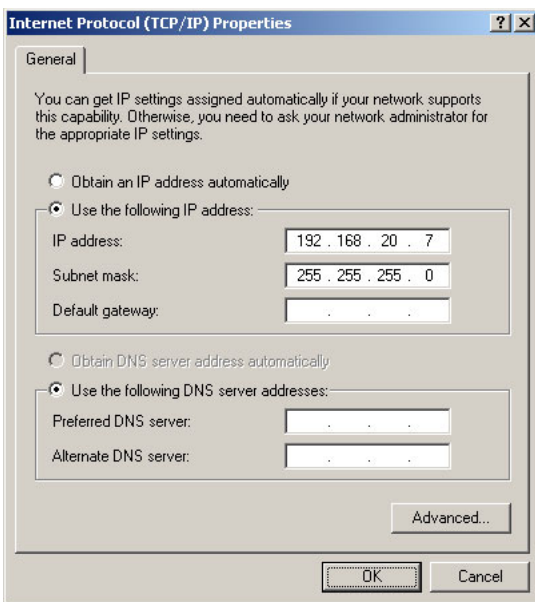 Internet Protocol (TCP/IP) Properties
General
You can get IP settings assigned automatically if your network supports
this capability. Otherwise, you need to ask your network administrator for
the appropriate IP settings.
Obtain an IP address automatically
Use the following IP address:
IP address: 192 . 168 . 20 . 7
Subnet mask: 255 . 255 . 255 . 0
Default gateway: . . .
Obtain DNS server address automatically
Use the following DNS server addresses:
Preferred DNS server: . . .
Alternate DNS server: . . .
Advanced...
OK Cancel